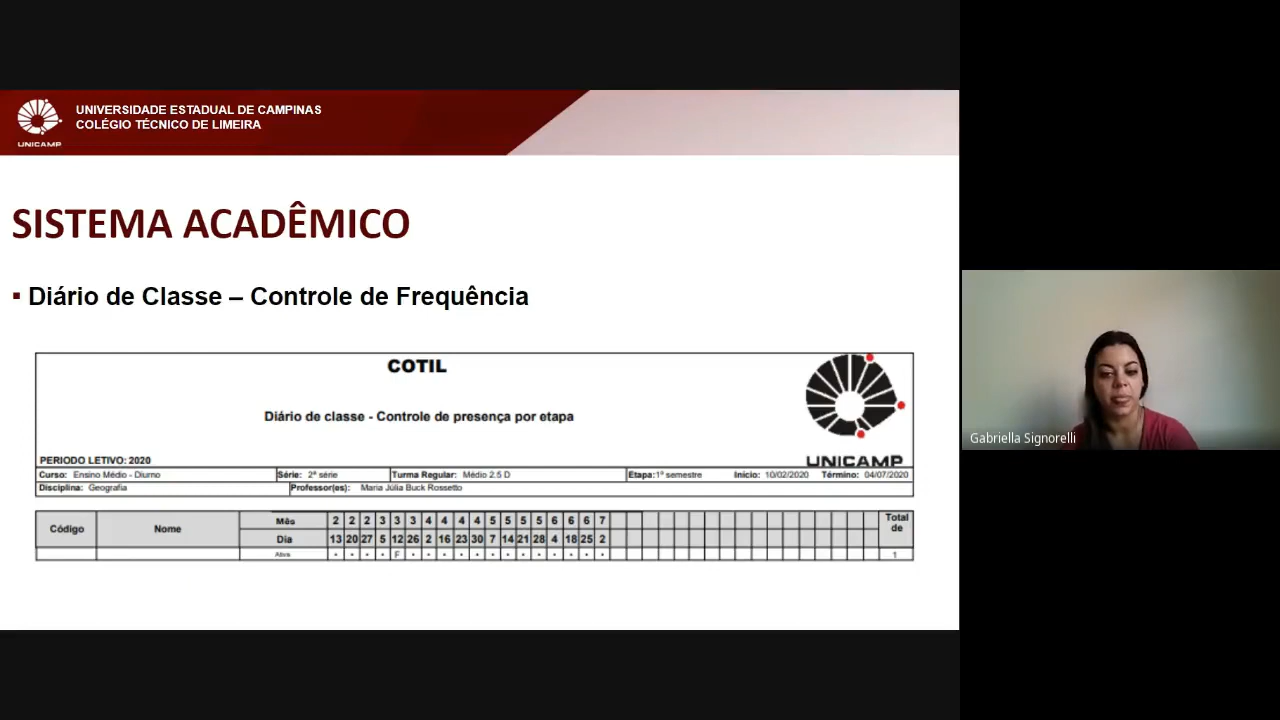 UNIVERSIDADE ESTADUAL DE CAMPINAS
COLÉGIO TÉCNICO DE LIMEIRA
UNICAMP
SISTEMA ACADÊMICO
▪ Diário de Classe – Controle de Frequência
COTIL
Diário de classe - Controle de presença por etapa
UNICAMP
PERIODO LETIVO: 2020
Curso: Ensino Médio - Diurno Série: 2ª série Turma Regular: Médio 2.5 D Etapa:1º semestre Início: 10/02/2020 Término: 04/07/2020
Disciplina: Geografia Professor(es): Maria Júlia Buck Rossetto
Código Nome Mês 2 2 2 3 3 3 4 4 4 4 5 5 5 5 6 6 6 7 Total de
Dia 13 20 27 5 12 26 2 16 23 30 7 14 21 28 4 18 25 2
Ativa • • • • F • • • • • • • • • • • • • 1
Gabriella Signorelli